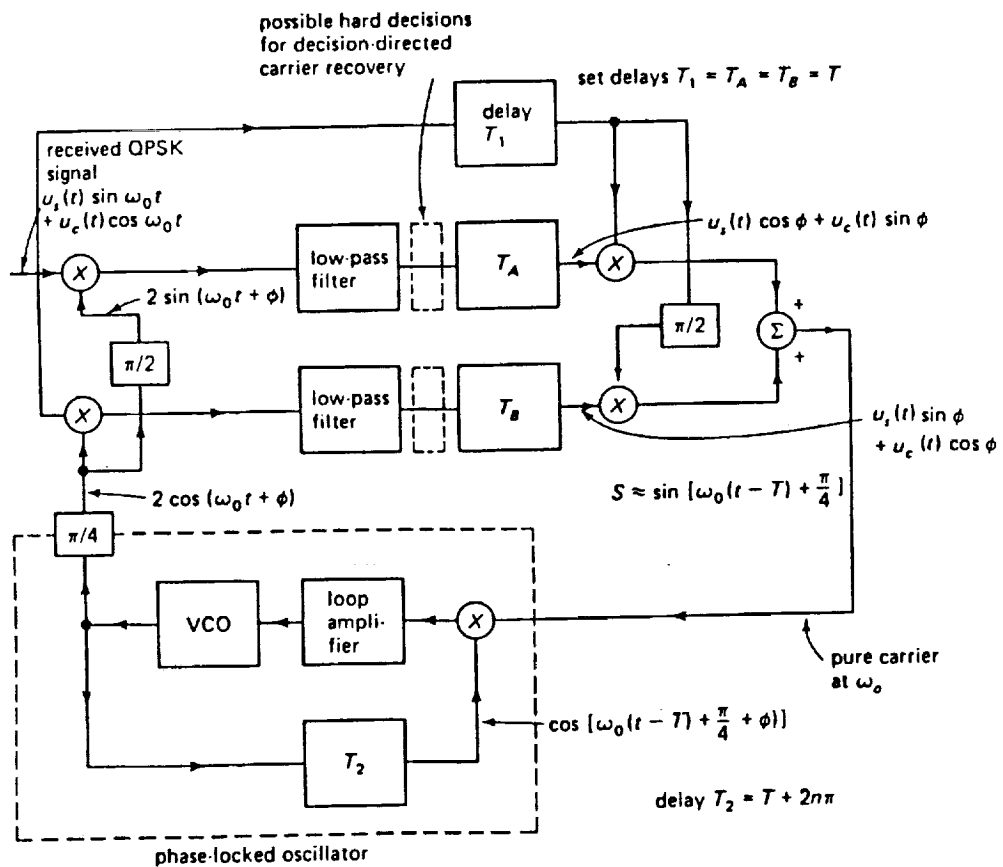 possible hard decisions
for decision-directed
carrier recovery
set delays T₁ = T_A = T_B = T
delay
T₁
received QPSK
signal
u_s(t) sin ω₀t
+ u_c(t) cos ω₀t
u_s(t) cos ϕ + u_c(t) sin ϕ
X
low-pass
filter
T_A
X
2 sin (ω₀t + ϕ)
π/2
+
Σ
+
π/2
X
low-pass
filter
T_B
X
u_s(t) sin ϕ
+ u_c(t) cos ϕ
2 cos (ω₀t + ϕ)
S ≈ sin [ω₀(t − T) + π/4]
π/4
VCO
loop
ampli-
fier
X
pure carrier
at ω₀
cos [ω₀(t − T) + π/4 + ϕ)]
T₂
delay T₂ = T + 2nπ
phase-locked oscillator